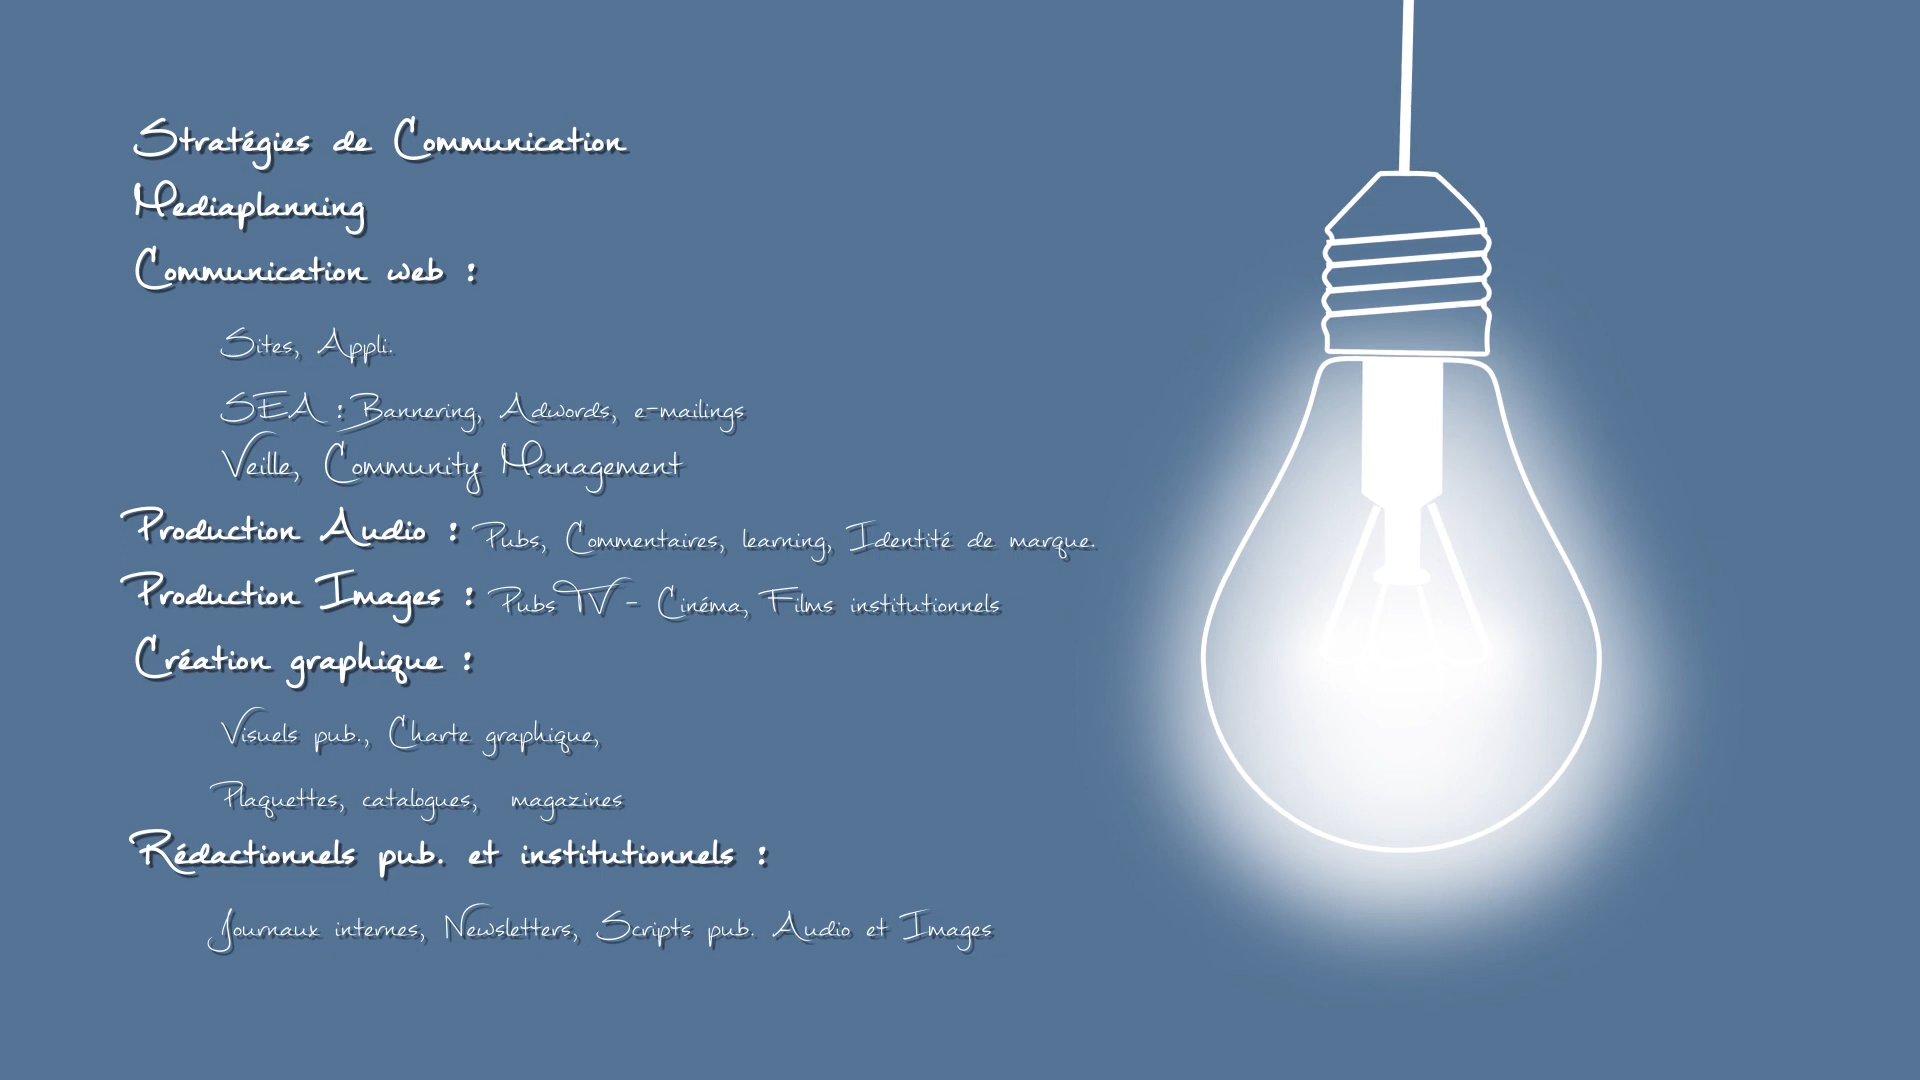 Stratégies de Communication
Mediaplanning
Communication web :
Sites, Appli.
SEA : Bannering, Adwords, e-mailings
Veille, Community Management
Production Audio : Pubs, Commentaires, learning, Identité de marque.
Production Images : Pubs TV - Cinéma, Films institutionnels
Création graphique :
Visuels pub., Charte graphique,
Plaquettes, catalogues, magazines
Rédactionnels pub. et institutionnels :
Journaux internes, Newsletters, Scripts pub. Audio et Images